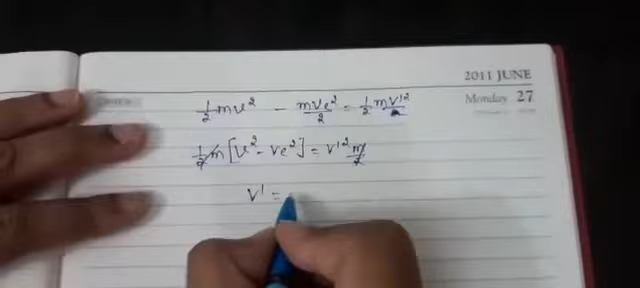 2011 JUNE
Monday 27
½mv² − mve²/2 = ½mv'²
½m[v² − ve²] = v'² m/2
v' =